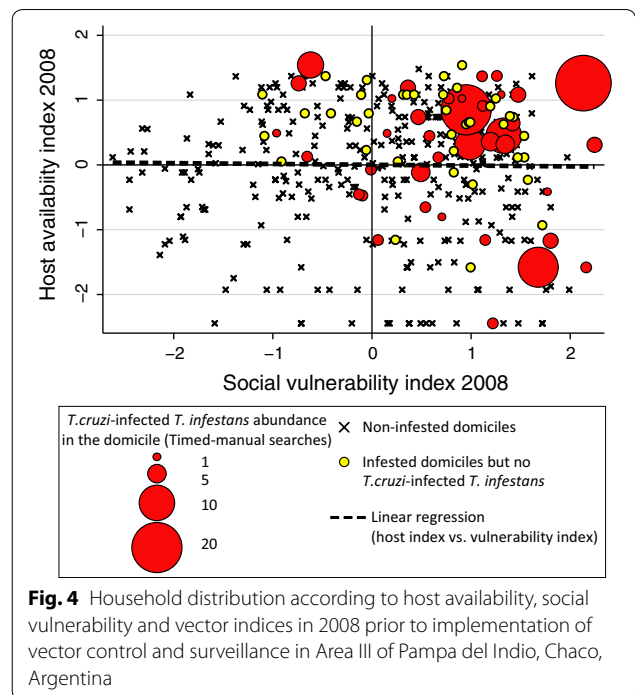 2
1
0
−1
−2
Host availability index 2008
−2
−1
0
1
2
Social vulnerability index 2008
T.cruzi-infected T. infestans abundance
in the domicile (Timed-manual searches)
1
5
10
20
Non-infested domiciles
Infested domiciles but no
T.cruzi-infected T. infestans
Linear regression
(host index vs. vulnerability index)
Fig. 4 Household distribution according to host availability, social
vulnerability and vector indices in 2008 prior to implementation of
vector control and surveillance in Area III of Pampa del Indio, Chaco,
Argentina